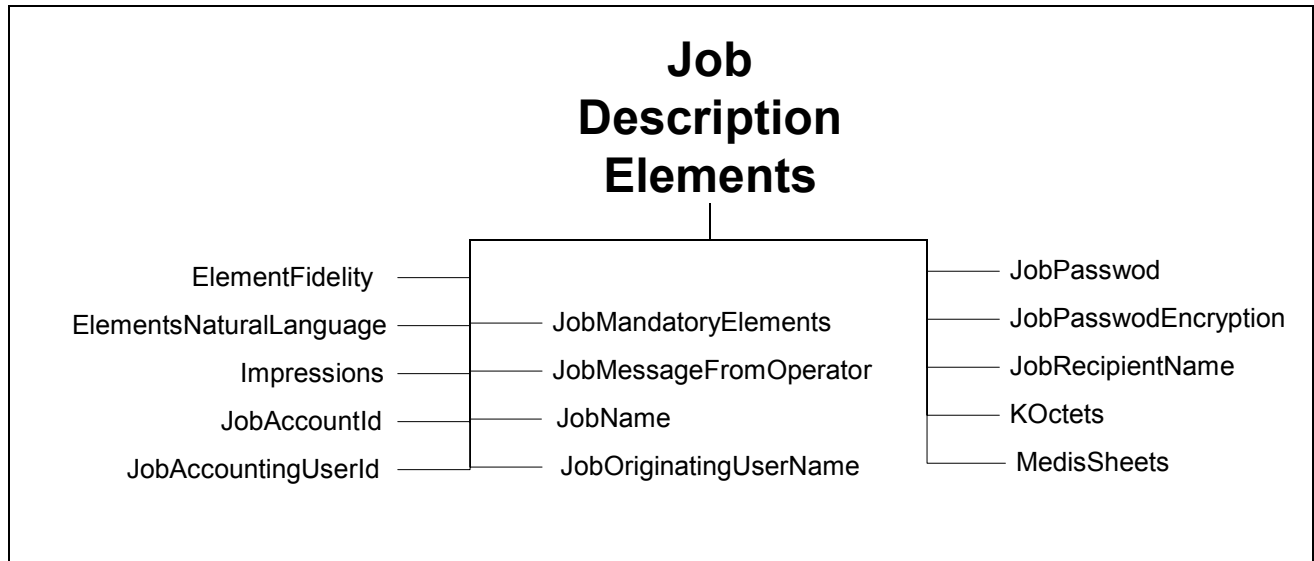 Job
Description
Elements
ElementFidelity
ElementsNaturalLanguage
Impressions
JobAccountId
JobAccountingUserId
JobMandatoryElements
JobMessageFromOperator
JobName
JobOriginatingUserName
JobPasswod
JobPasswodEncryption
JobRecipientName
KOctets
MedisSheets